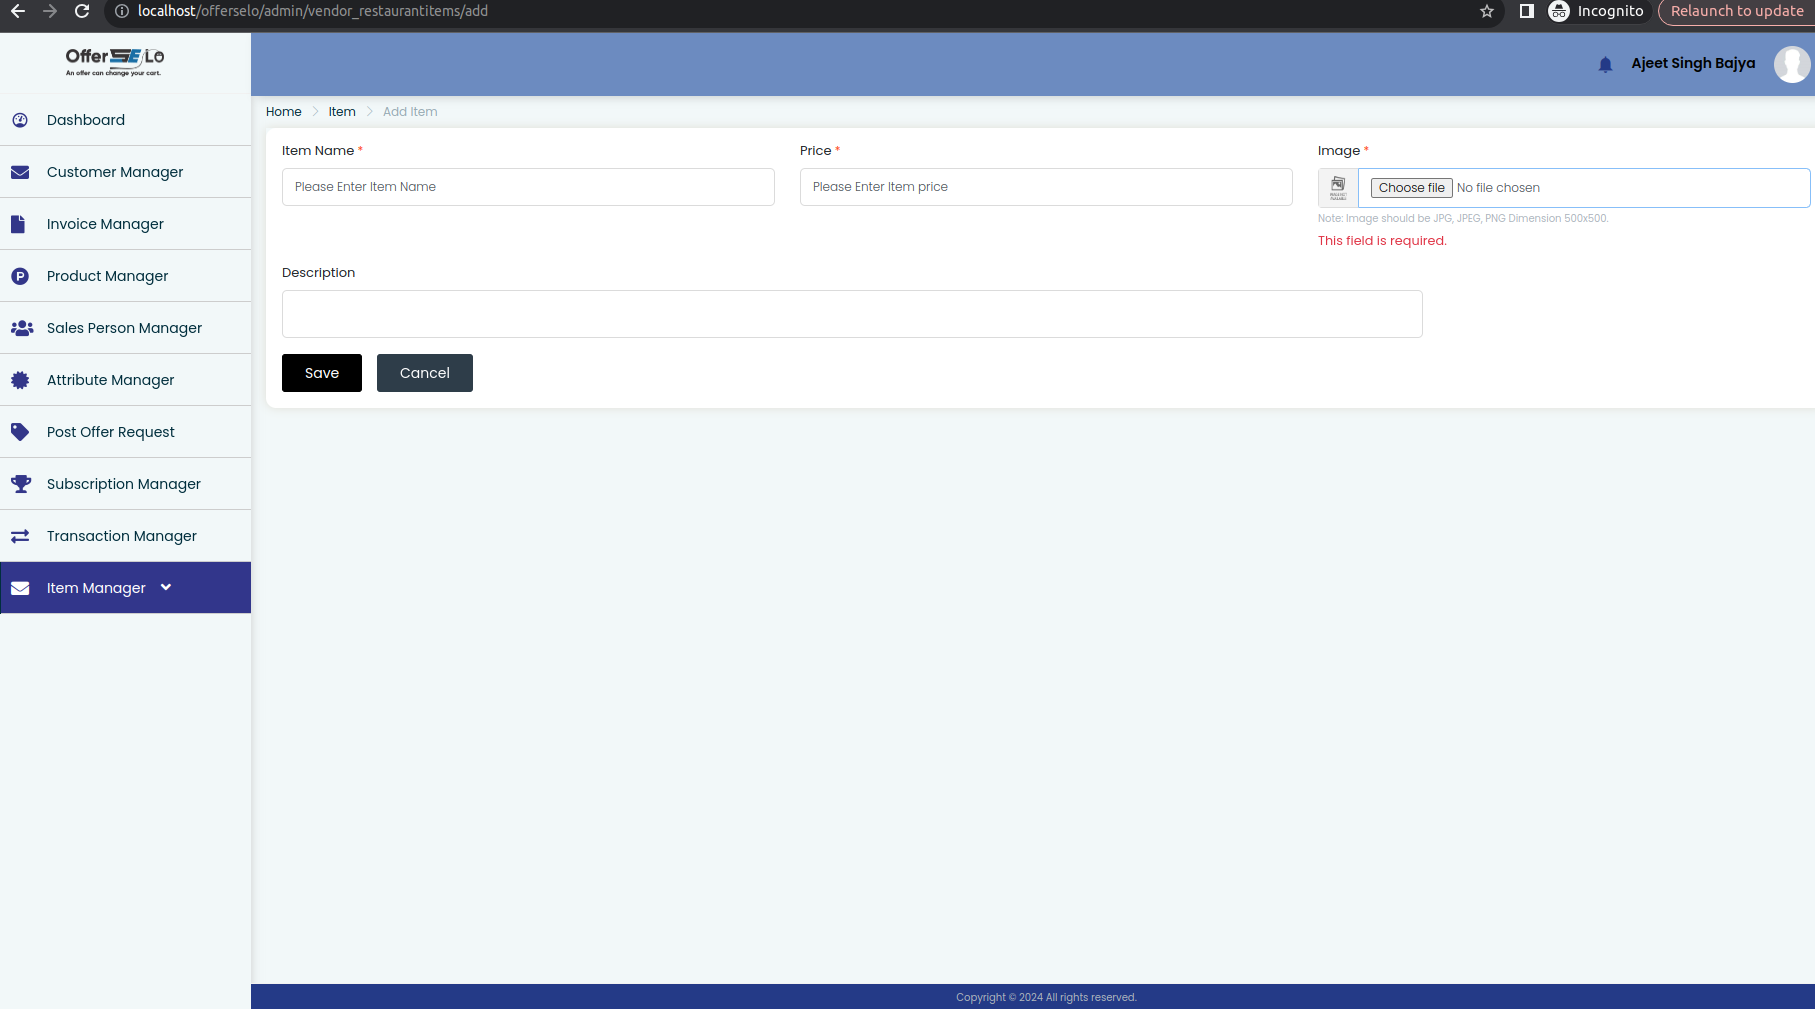 localhost/offerselo/admin/vendor_restaurantitems/add
Incognito
Relaunch to update
Offer SELO
An offer can change your cart.
Ajeet Singh Bajya
Dashboard
Customer Manager
Invoice Manager
Product Manager
Sales Person Manager
Attribute Manager
Post Offer Request
Subscription Manager
Transaction Manager
Item Manager
Home > Item > Add Item
Item Name *
Please Enter Item Name
Price *
Please Enter Item price
Image *
Choose file No file chosen
Note: Image should be JPG, JPEG, PNG Dimension 500x500.
This field is required.
Description
Save
Cancel
Copyright © 2024 All rights reserved.